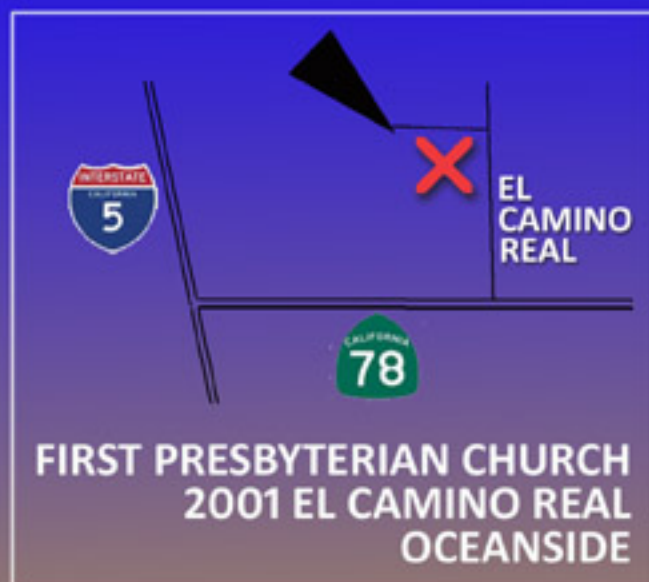 INTERSTATE
CALIFORNIA
5
EL
CAMINO
REAL
CALIFORNIA
78
FIRST PRESBYTERIAN CHURCH
2001 EL CAMINO REAL
OCEANSIDE